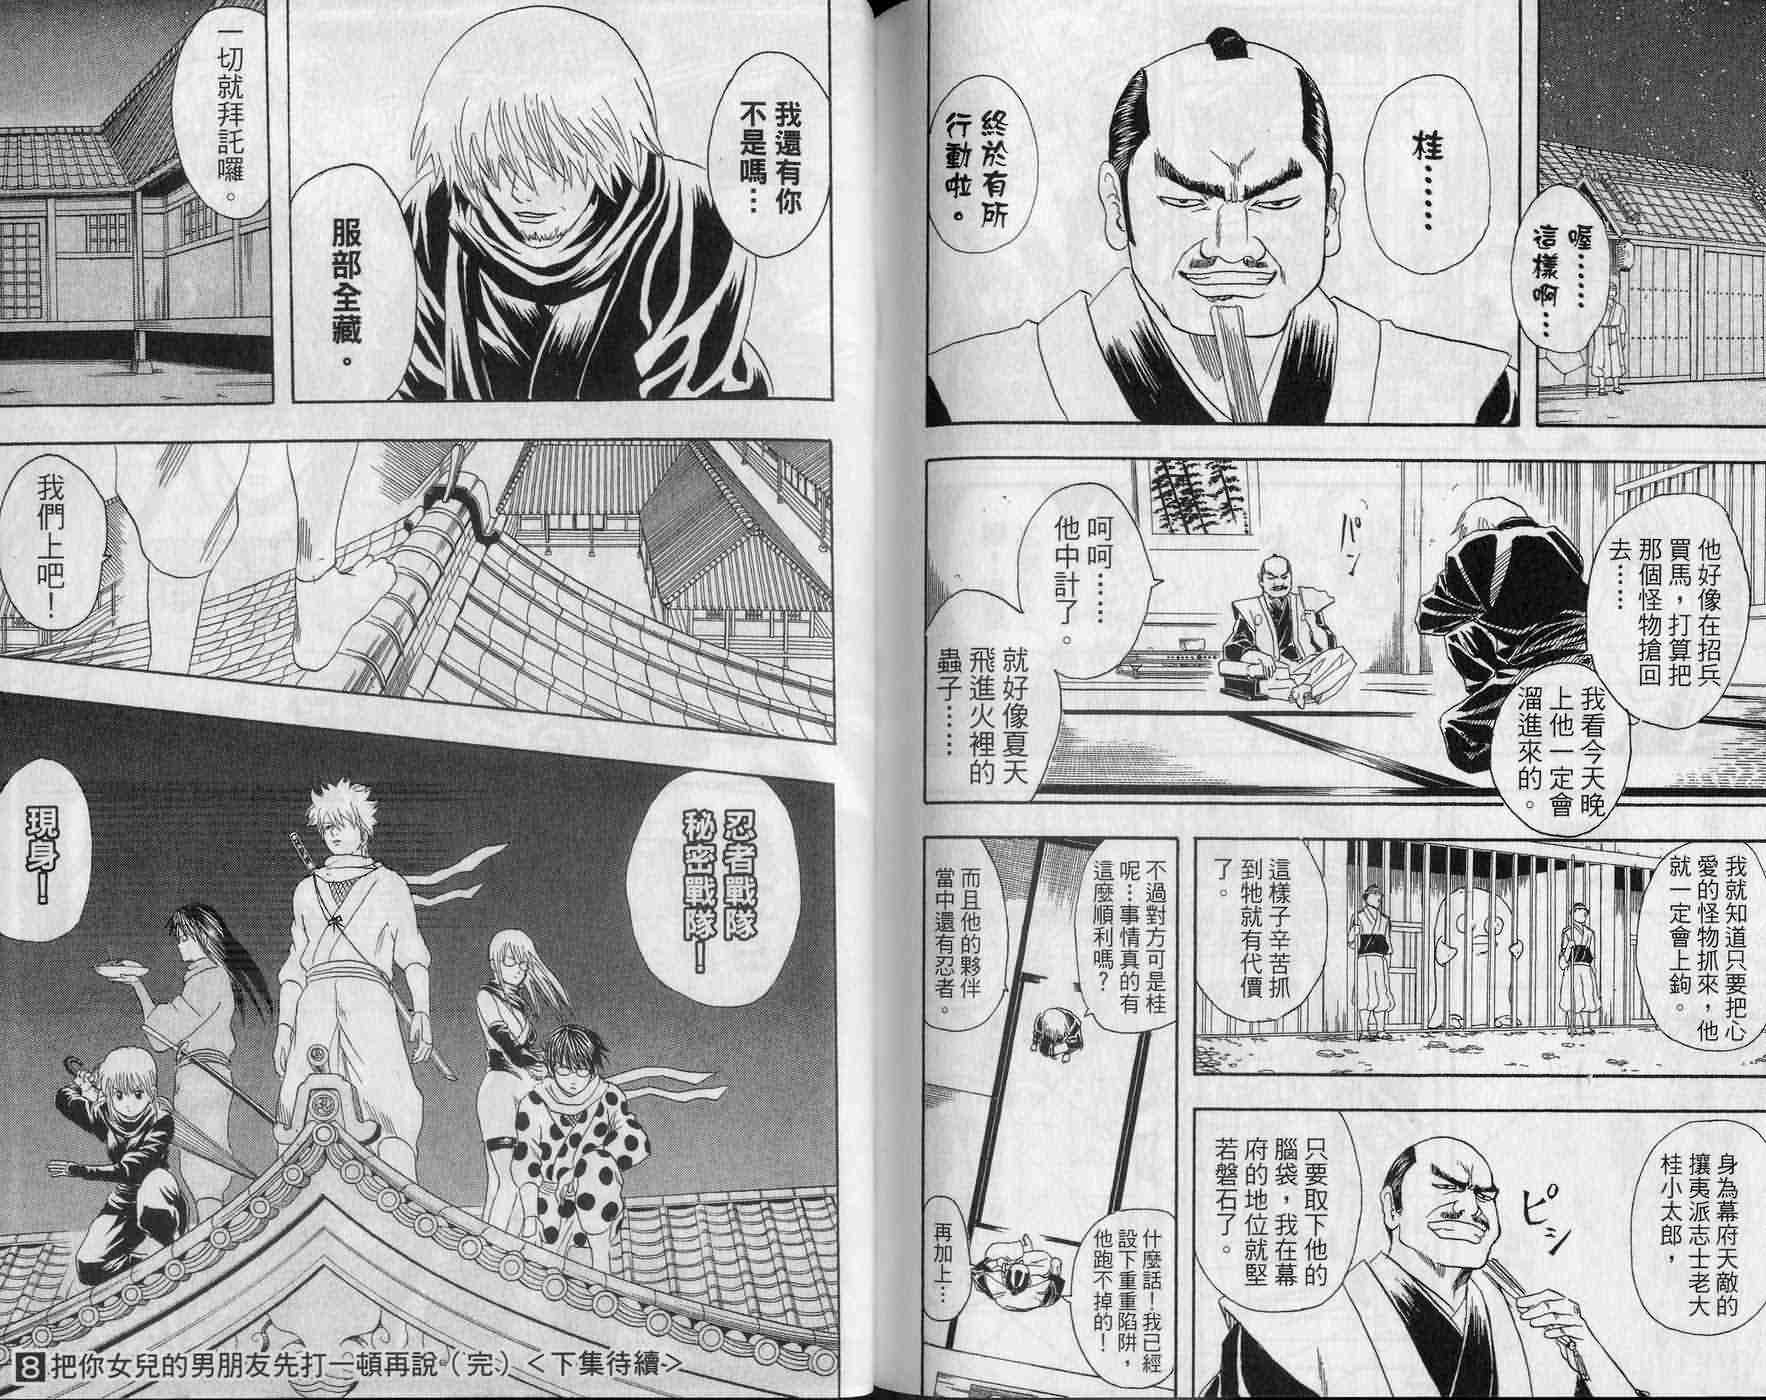 喔……
這樣啊…
桂……
終於有所
行動啦。
他好像在招兵
買馬，打算把
那個怪物搶回
去……
我看今天晚
上他一定會
溜進來的。
パン
呵呵……
他中計了。
就好像夏天
飛進火裡的
蟲子……
我就知道只要把心
愛的怪物抓來，他
就一定會上鉤。
這樣子辛苦抓
到牠就有代價
了。
身為幕府天敵的
攘夷派志士老大
桂小太郎，
ピシ
只要取下他的
腦袋，我在幕
府的地位就堅
若磐石了。
不過對方可是桂
呢…事情真的有
這麼順利嗎？
而且他的夥伴
當中還有忍者。
什麼話！我已經
設下重重陷阱，
他跑不掉的！
再加上…
我還有你
不是嗎…
服部全藏。
一切就拜託囉。
我們上吧！
忍者戰隊
秘密戰隊！
現身！
8 把你女兒的男朋友先打一頓再說（完）＜下集待續＞